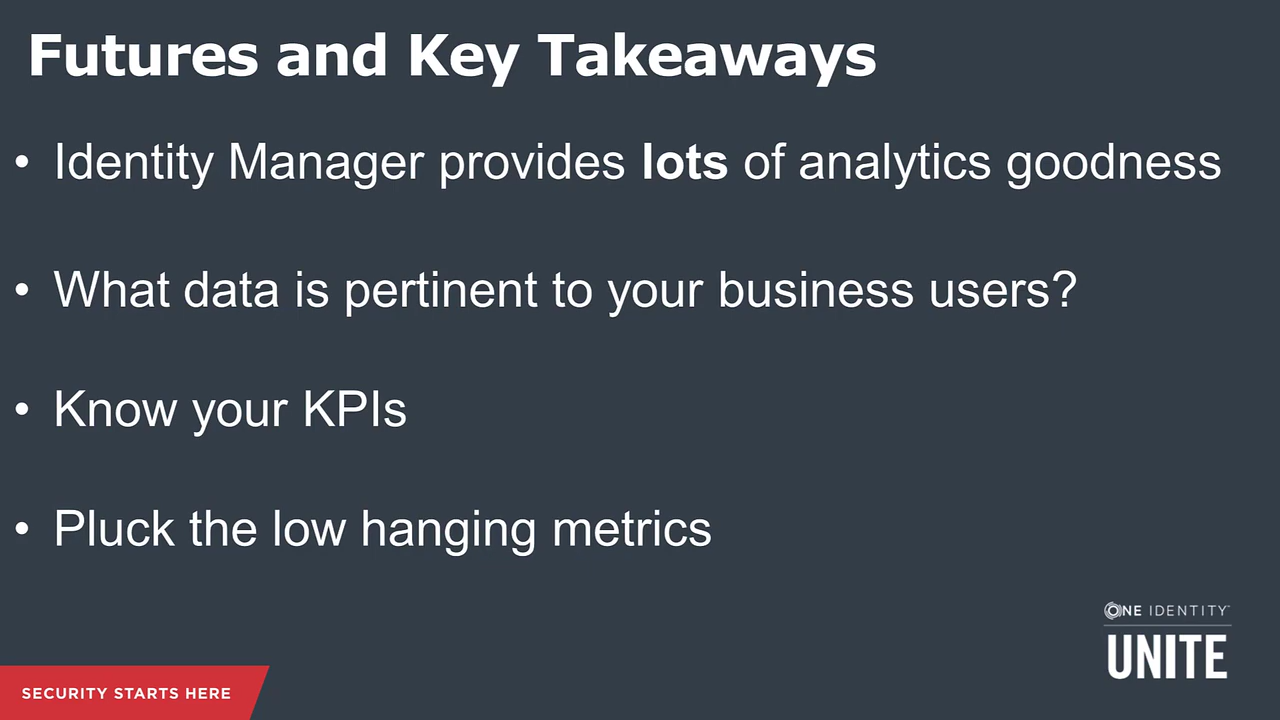 Futures and Key Takeaways
• Identity Manager provides lots of analytics goodness
• What data is pertinent to your business users?
• Know your KPIs
• Pluck the low hanging metrics
ONE IDENTITY
UNITE
SECURITY STARTS HERE